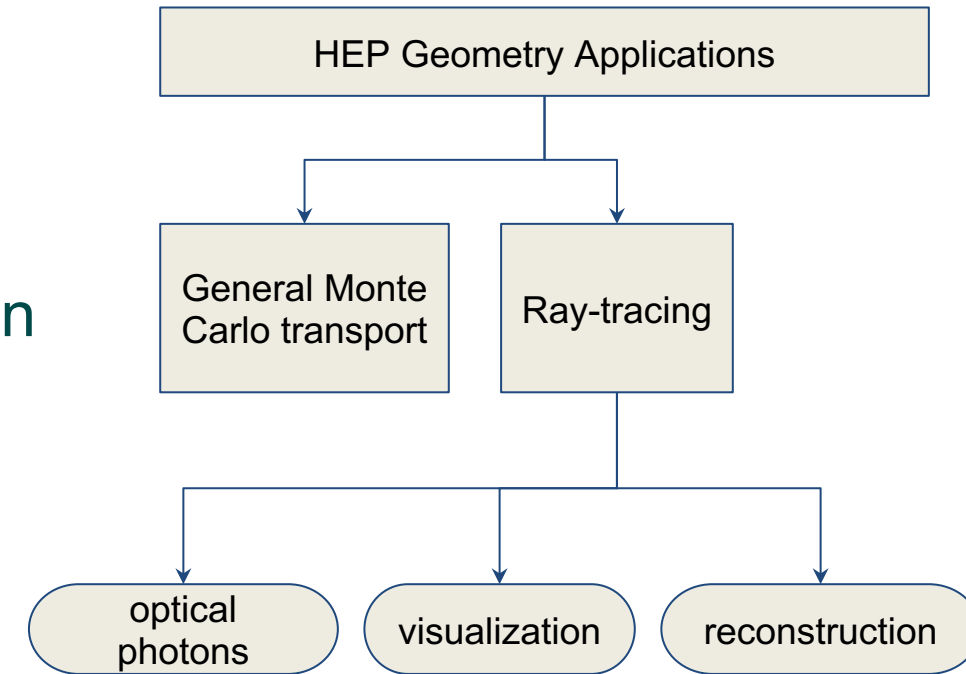 HEP Geometry Applications
General Monte
Carlo transport
Ray-tracing
n
optical
photons
visualization
reconstruction